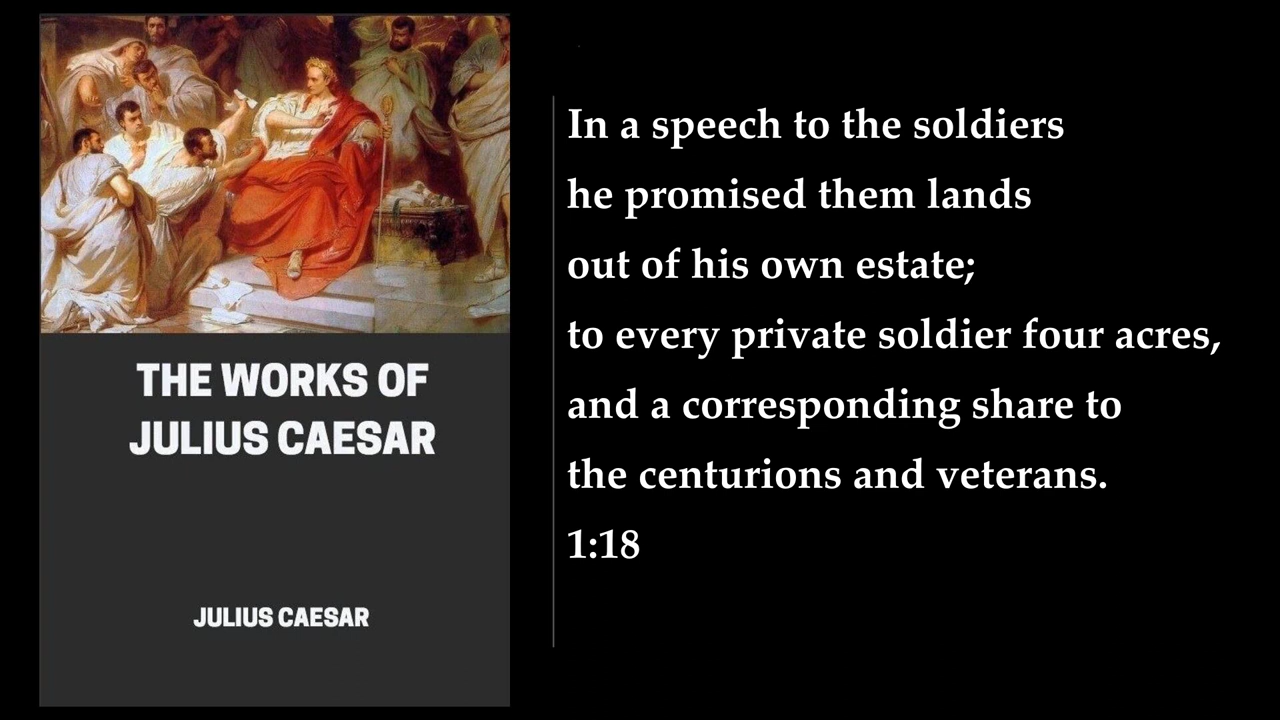 THE WORKS OF
JULIUS CAESAR
JULIUS CAESAR
In a speech to the soldiers
he promised them lands
out of his own estate;
to every private soldier four acres,
and a corresponding share to
the centurions and veterans.
1:18